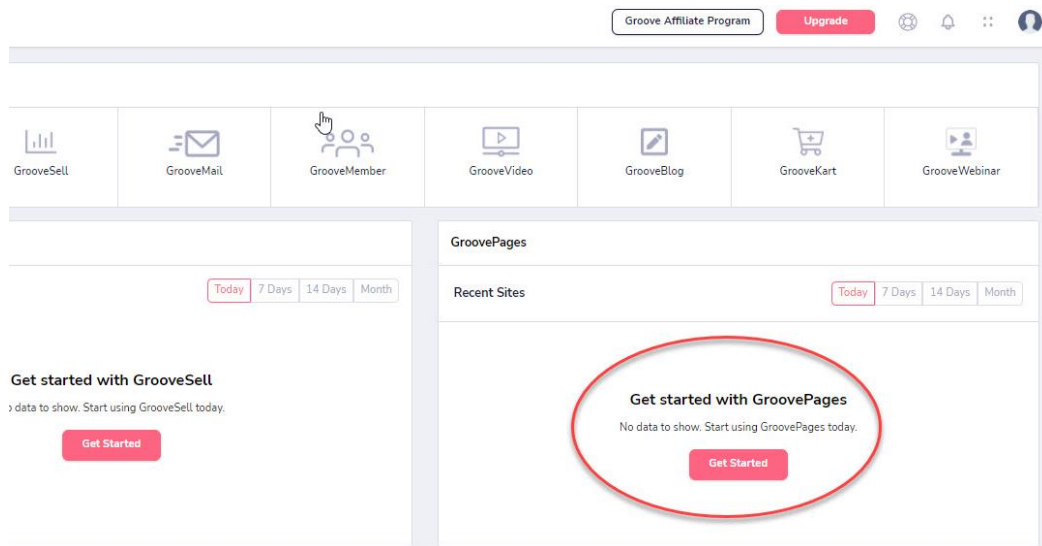 Groove Affiliate Program Upgrade
GrooveSell GrooveMail GrooveMember GrooveVideo GrooveBlog GrooveKart GrooveWebinar
GroovePages
Today 7 Days 14 Days Month
Recent Sites Today 7 Days 14 Days Month
Get started with GrooveSell
data to show. Start using GrooveSell today.
Get Started
Get started with GroovePages
No data to show. Start using GroovePages today.
Get Started